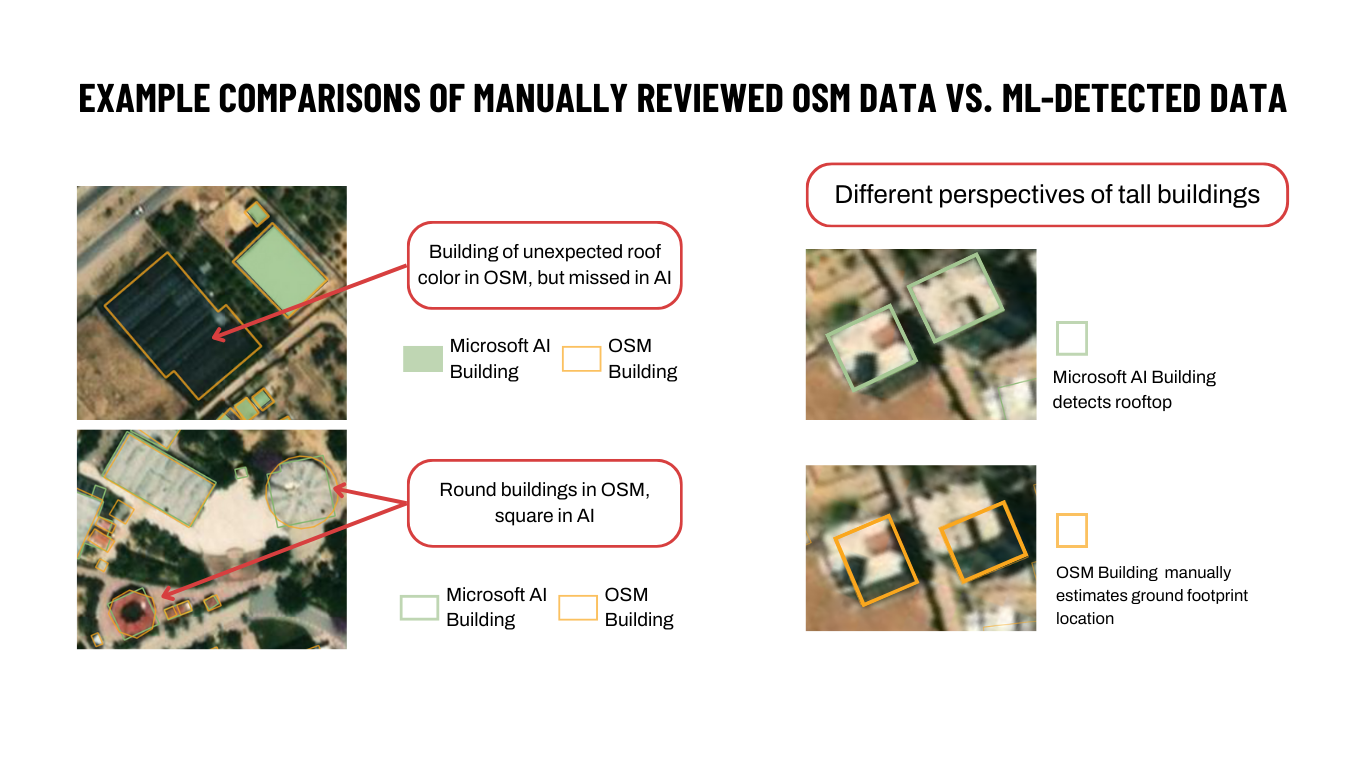 EXAMPLE COMPARISONS OF MANUALLY REVIEWED OSM DATA VS. ML-DETECTED DATA
Building of unexpected roof
color in OSM, but missed in AI
Microsoft AI
Building
OSM
Building
Round buildings in OSM,
square in AI
Microsoft AI
Building
OSM
Building
Different perspectives of tall buildings
Microsoft AI Building
detects rooftop
OSM Building manually
estimates ground footprint
location